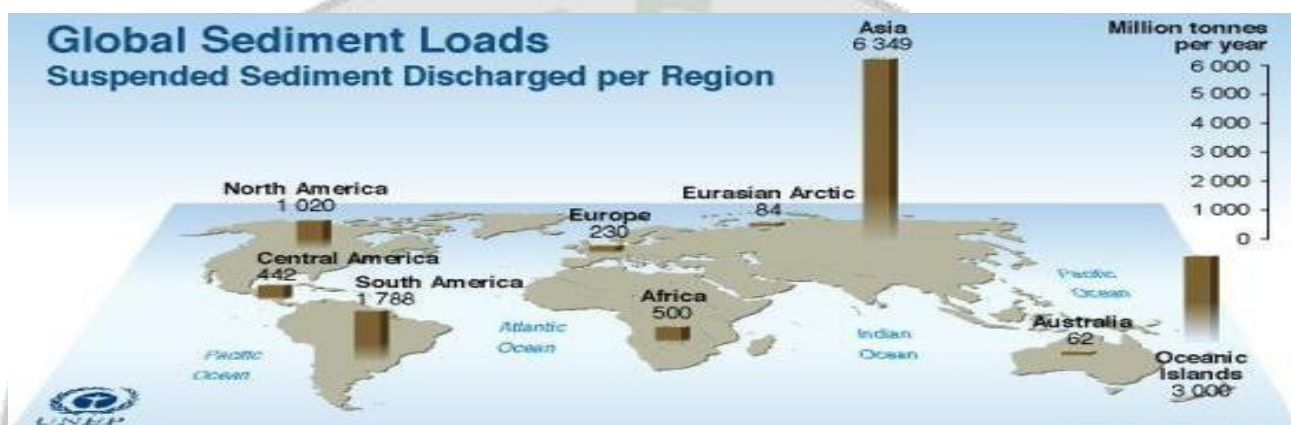 Global Sediment Loads
Suspended Sediment Discharged per Region
Asia
6 349
Million tonnes
per year
6 000
5 000
4 000
3 000
2 000
1 000
0
North America
1 020
Europe
230
Eurasian Arctic
84
Central America
442
South America
1 788
Africa
500
Pacific
Ocean
Atlantic
Ocean
Indian
Ocean
Pacific
Ocean
Australia
62
Oceanic
Islands
3 000
UNEP